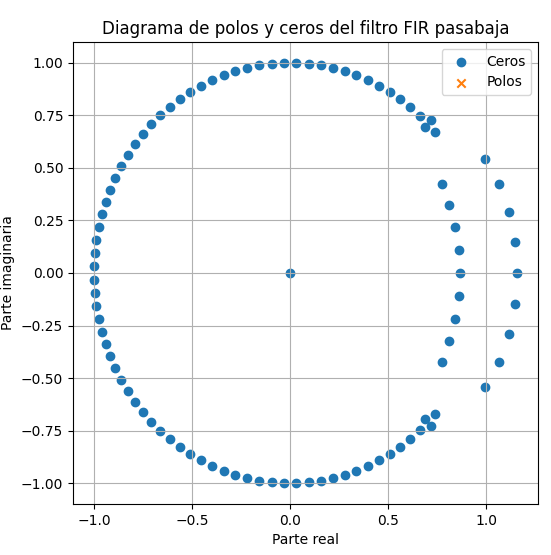 Diagrama de polos y ceros del filtro FIR pasabaja
Ceros
Polos
Parte imaginaria
1.00
0.75
0.50
0.25
0.00
−0.25
−0.50
−0.75
−1.00
−1.0 −0.5 0.0 0.5 1.0
Parte real